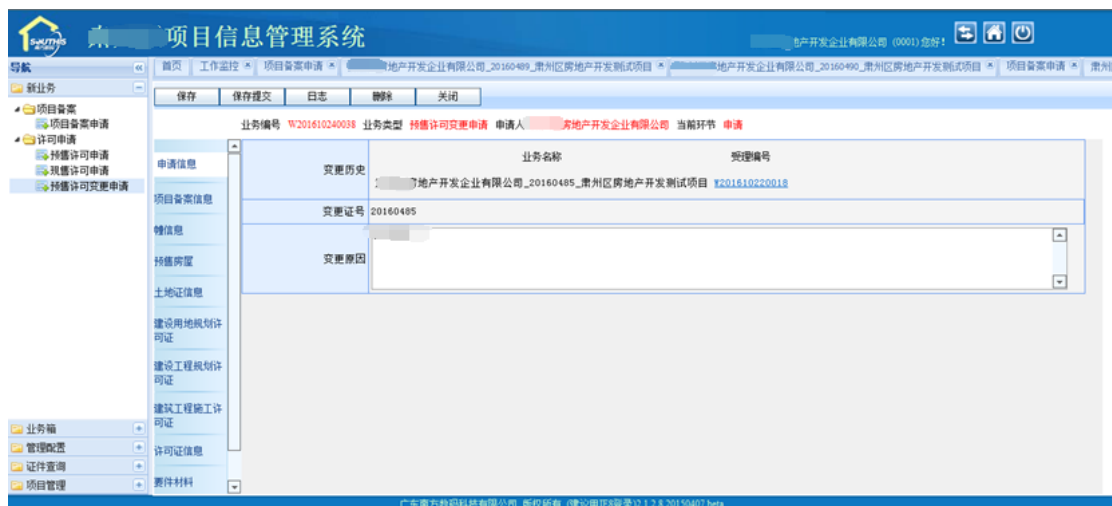 SOUTHIS
项目信息管理系统
地产开发企业有限公司 (0001) 您好!
导航
首页 工作监控 项目备案申请 地产开发企业有限公司_20160489_肃州区房地产开发测试项目 地产开发企业有限公司_20160490_肃州区房地产开发测试项目 项目备案申请 肃州
新业务
保存 保存提交 日志 删除 关闭
项目备案
项目备案申请
许可申请
预售许可申请
现售许可申请
预售许可变更申请
业务编号 W201610240038 业务类型 预售许可变更申请 申请人 房地产开发企业有限公司 当前环节 申请
申请信息
项目备案信息
幢信息
预售房屋
土地证信息
建设用地规划许
可证
建设工程规划许
可证
建筑工程施工许
可证
许可证信息
要件材料
变更历史
业务名称 受理编号
地产开发企业有限公司_20160485_肃州区房地产开发测试项目 W201610220018
变更证号 20160485
变更原因
业务箱
管理配置
证件查询
项目管理
广东南方数码科技有限公司 版权所有 (建议用IE8登录)2.1.2.8.20150407.beta